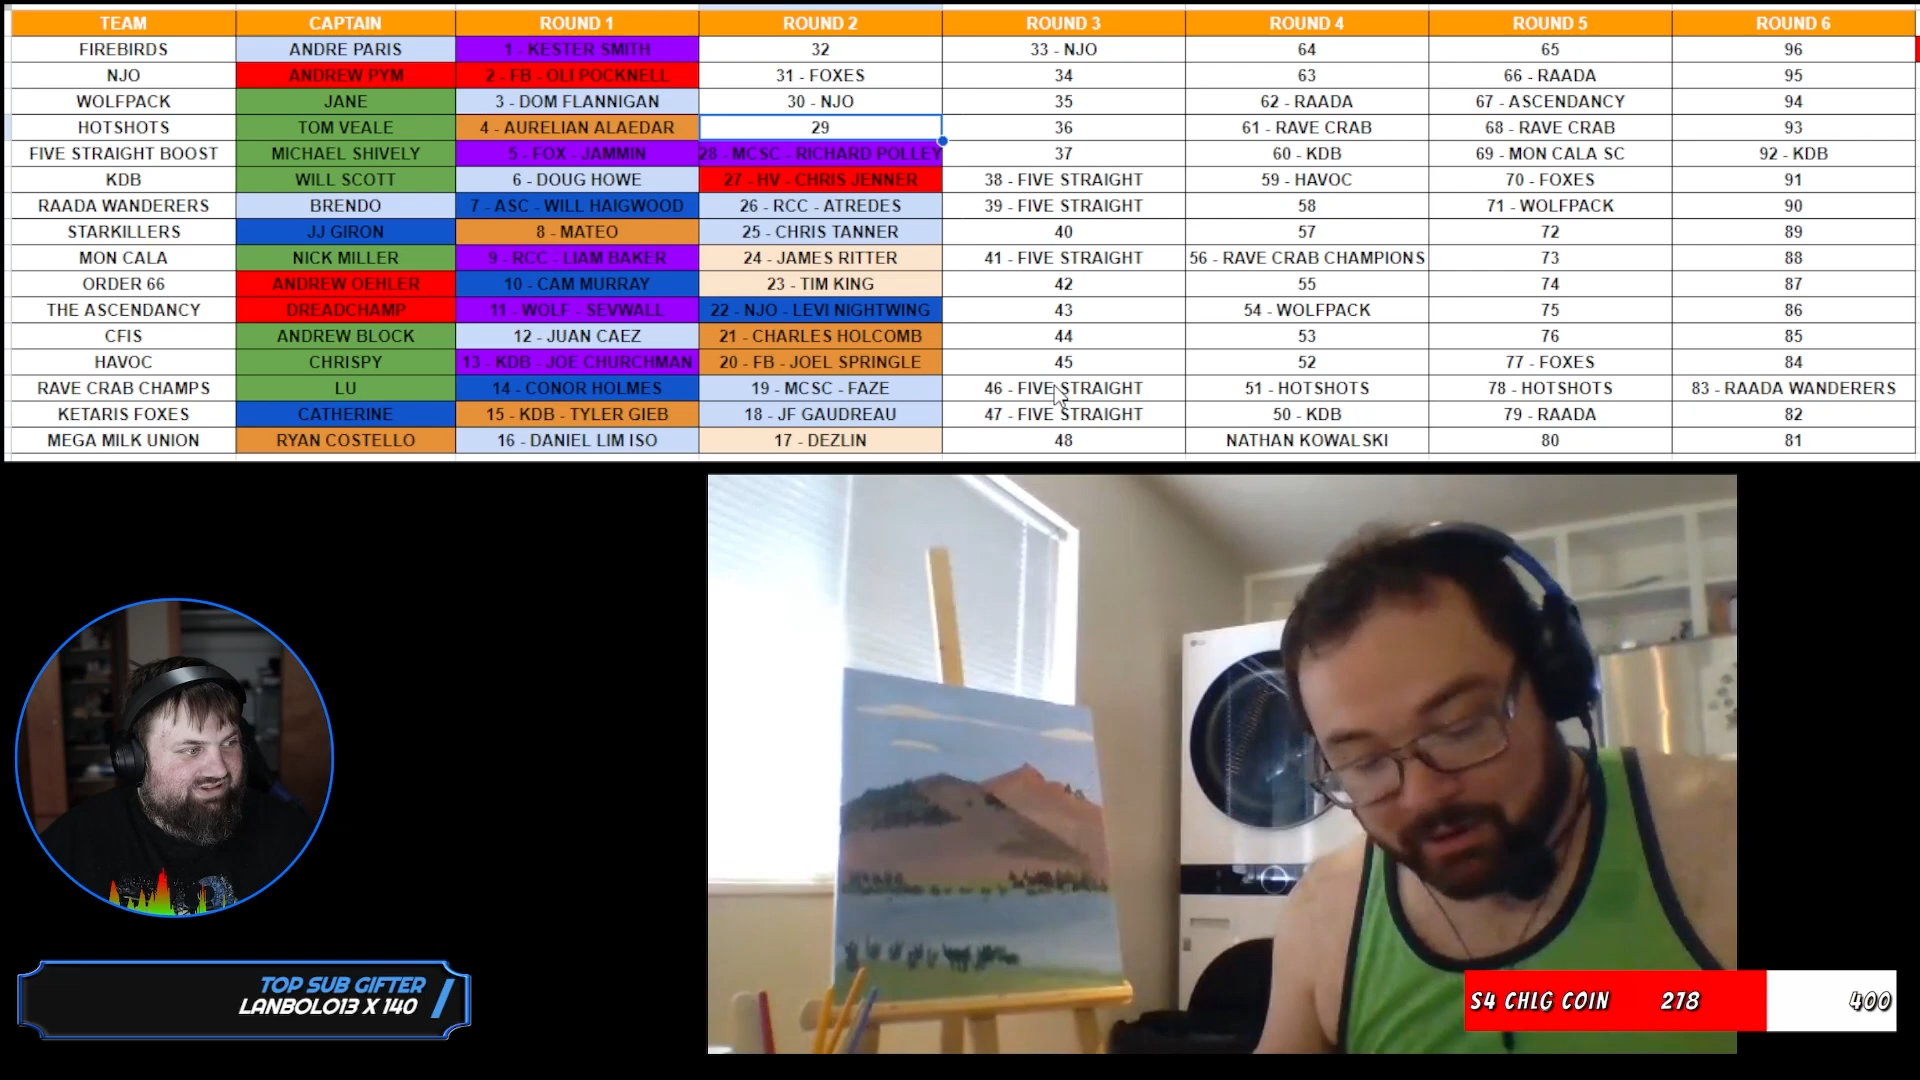 TEAM CAPTAIN ROUND 1 ROUND 2 ROUND 3 ROUND 4 ROUND 5 ROUND 6
FIREBIRDS ANDRE PARIS 1 - KESTER SMITH 32 33 - NJO 64 65 96
NJO ANDREW PYM 2 - FB - OLI POCKNELL 31 - FOXES 34 63 66 - RAADA 95
WOLFPACK JANE 3 - DOM FLANNIGAN 30 - NJO 35 62 - RAADA 67 - ASCENDANCY 94
HOTSHOTS TOM VEALE 4 - AURELIAN ALAEDAR 29 36 61 - RAVE CRAB 68 - RAVE CRAB 93
FIVE STRAIGHT BOOST MICHAEL SHIVELY 5 - FOX - JAMMIN 28 - MCSC - RICHARD POLLEY 37 60 - KDB 69 - MON CALA SC 92 - KDB
KDB WILL SCOTT 6 - DOUG HOWE 27 - HV - CHRIS JENNER 38 - FIVE STRAIGHT 59 - HAVOC 70 - FOXES 91
RAADA WANDERERS BRENDO 7 - ASC - WILL HAIGWOOD 26 - RCC - ATREDES 39 - FIVE STRAIGHT 58 71 - WOLFPACK 90
STARKILLERS JJ GIRON 8 - MATEO 25 - CHRIS TANNER 40 57 72 89
MON CALA NICK MILLER 9 - RCC - LIAM BAKER 24 - JAMES RITTER 41 - FIVE STRAIGHT 56 - RAVE CRAB CHAMPIONS 73 88
ORDER 66 ANDREW OEHLER 10 - CAM MURRAY 23 - TIM KING 42 55 74 87
THE ASCENDANCY DREADCHAMP 11 - WOLF - SEVWALL 22 - NJO - LEVI NIGHTWING 43 54 - WOLFPACK 75 86
CFIS ANDREW BLOCK 12 - JUAN CAEZ 21 - CHARLES HOLCOMB 44 53 76 85
HAVOC CHRISPY 13 - KDB - JOE CHURCHMAN 20 - FB - JOEL SPRINGLE 45 52 77 - FOXES 84
RAVE CRAB CHAMPS LU 14 - CONOR HOLMES 19 - MCSC - FAZE 46 - FIVE STRAIGHT 51 - HOTSHOTS 78 - HOTSHOTS 83 - RAADA WANDERERS
KETARIS FOXES CATHERINE 15 - KDB - TYLER GIEB 18 - JF GAUDREAU 47 - FIVE STRAIGHT 50 - KDB 79 - RAADA 82
MEGA MILK UNION RYAN COSTELLO 16 - DANIEL LIM ISO 17 - DEZLIN 48 NATHAN KOWALSKI 80 81
TOP SUB GIFTER
LANBOLO13 X 140
S4 CHLG COIN 278 400